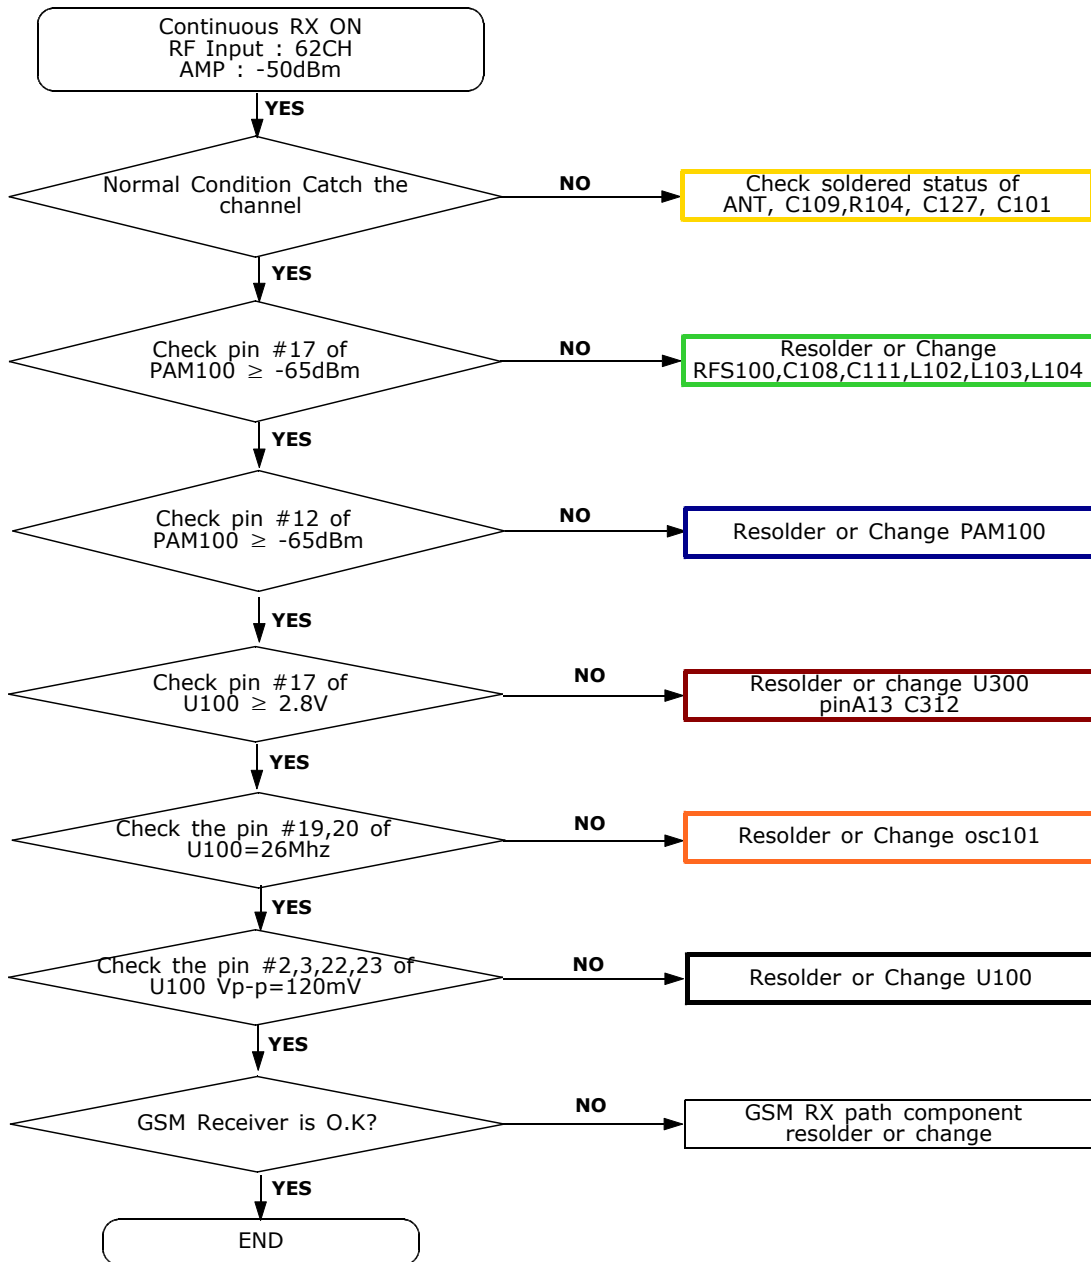 Continuous RX ON
RF Input : 62CH
AMP : -50dBm
YES
Normal Condition Catch the
channel
NO
Check soldered status of
ANT, C109,R104, C127, C101
YES
Check pin #17 of
PAM100 ≥ -65dBm
NO
Resolder or Change
RFS100,C108,C111,L102,L103,L104
YES
Check pin #12 of
PAM100 ≥ -65dBm
NO
Resolder or Change PAM100
YES
Check pin #17 of
U100 ≥ 2.8V
NO
Resolder or change U300
pinA13 C312
YES
Check the pin #19,20 of
U100=26Mhz
NO
Resolder or Change osc101
YES
Check the pin #2,3,22,23 of
U100 Vp-p=120mV
NO
Resolder or Change U100
YES
GSM Receiver is O.K?
NO
GSM RX path component
resolder or change
YES
END